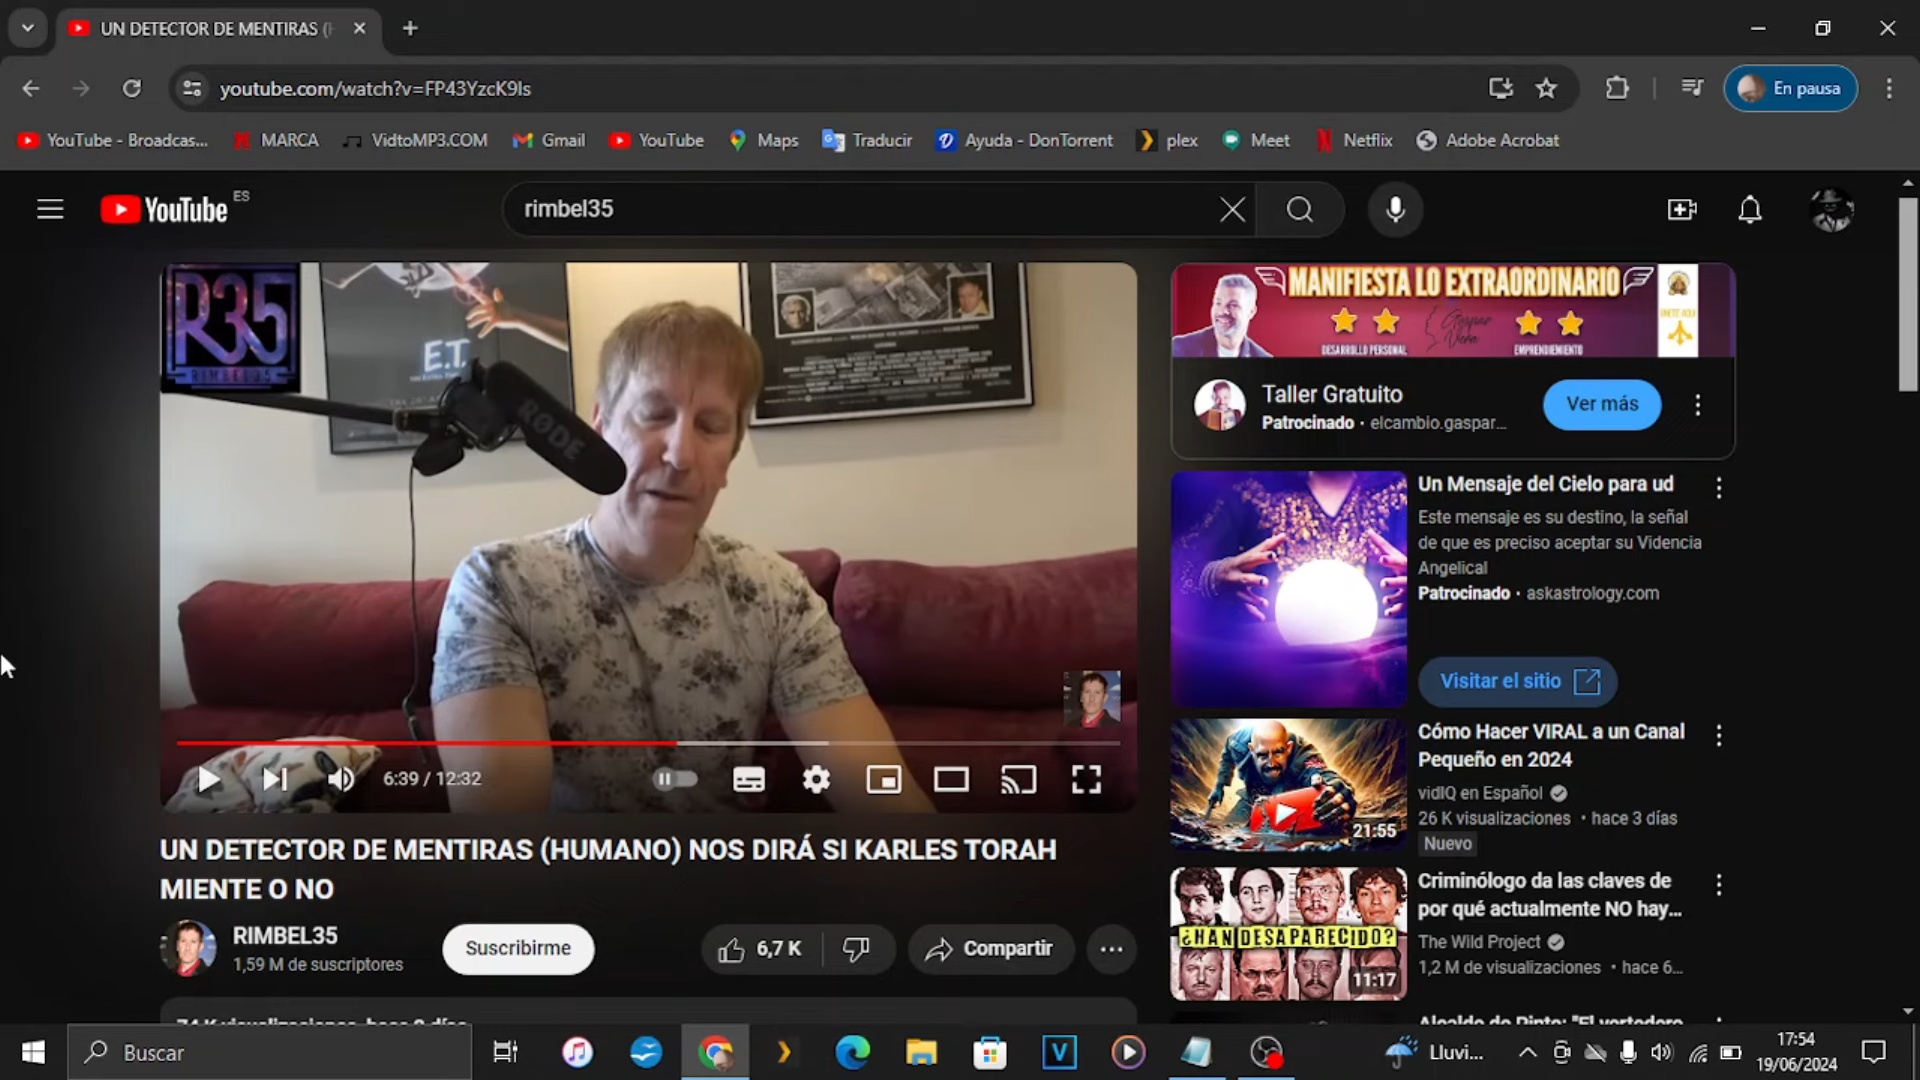 UN DETECTOR DE MENTIRAS (
youtube.com/watch?v=FP43YzcK9Is
En pausa
YouTube - Broadcas...
MARCA
VidtoMP3.COM
Gmail
YouTube
Maps
Traducir
Ayuda - DonTorrent
plex
Meet
Netflix
Adobe Acrobat
YouTube ES
rimbel35
R35
RIMBEL35
E.T.
RØDE
6:39 / 12:32
UN DETECTOR DE MENTIRAS (HUMANO) NOS DIRÁ SI KARLES TORAH
MIENTE O NO
RIMBEL35
1,59 M de suscriptores
Suscribirme
6,7 K
Compartir
MANIFIESTA LO EXTRAORDINARIO
Gaspar
Vera
DESARROLLO PERSONAL
EMPRENDIMIENTO
ÚNETE AQUÍ
Taller Gratuito
Patrocinado · elcambio.gaspar...
Ver más
Un Mensaje del Cielo para ud
Este mensaje es su destino, la señal
de que es preciso aceptar su Videncia
Angelical
Patrocinado · askastrology.com
Visitar el sitio
Cómo Hacer VIRAL a un Canal
Pequeño en 2024
vidIQ en Español
26 K visualizaciones · hace 3 días
Nuevo
21:55
Criminólogo da las claves de
por qué actualmente NO hay...
The Wild Project
1,2 M de visualizaciones · hace 6...
¿HAN DESAPARECIDO?
11:17
Buscar
Lluvi...
17:54
19/06/2024